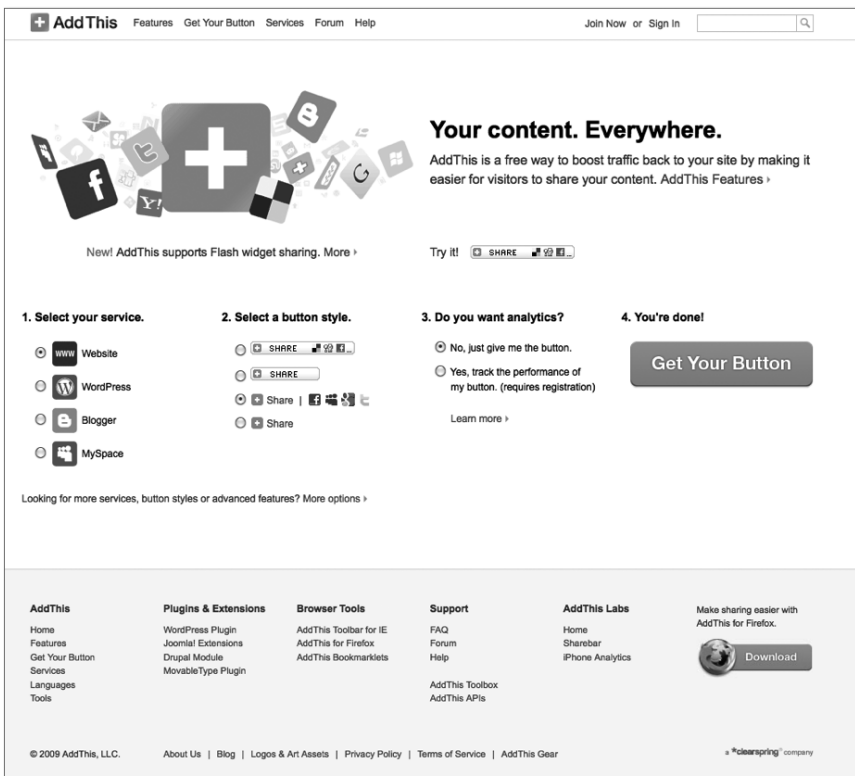 AddThis Features Get Your Button Services Forum Help Join Now or Sign In
Your content. Everywhere.
AddThis is a free way to boost traffic back to your site by making it
easier for visitors to share your content. AddThis Features ›
New! AddThis supports Flash widget sharing. More ›
Try it! SHARE
1. Select your service.
www Website
WordPress
Blogger
MySpace
2. Select a button style.
SHARE
SHARE
Share |
Share
3. Do you want analytics?
No, just give me the button.
Yes, track the performance of
my button. (requires registration)
Learn more ›
4. You're done!
Get Your Button
Looking for more services, button styles or advanced features? More options ›
AddThis
Home
Features
Get Your Button
Services
Languages
Tools
Plugins & Extensions
WordPress Plugin
Joomla! Extensions
Drupal Module
MovableType Plugin
Browser Tools
AddThis Toolbar for IE
AddThis for Firefox
AddThis Bookmarklets
Support
FAQ
Forum
Help
AddThis Toolbox
AddThis APIs
AddThis Labs
Home
Sharebar
iPhone Analytics
Make sharing easier with
AddThis for Firefox.
Download
© 2009 AddThis, LLC. About Us | Blog | Logos & Art Assets | Privacy Policy | Terms of Service | AddThis Gear a *clearspring® company